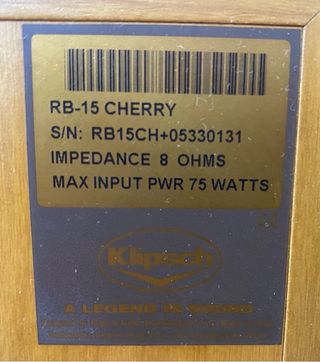 RB-15 CHERRY
S/N: RB15CH+05330131
IMPEDANCE 8 OHMS
MAX INPUT PWR 75 WATTS
Klipsch
A LEGEND IN SOUND